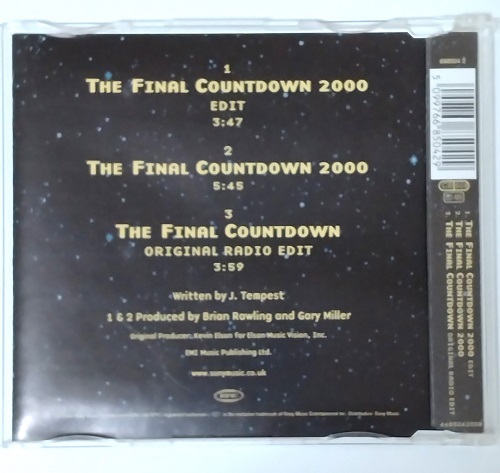 1
THE FINAL COUNTDOWN 2000
EDIT
3:47
2
THE FINAL COUNTDOWN 2000
5:45
3
THE FINAL COUNTDOWN
ORIGINAL RADIO EDIT
3:59
Written by J. Tempest
1 & 2 Produced by Brian Rawling and Gary Miller
Original Producer: Kevin Elson for Elson Music Vision, Inc.
EMI Music Publishing Ltd.
www.sonymusic.co.uk
5 099766 850429
1. THE FINAL COUNTDOWN 2000 EDIT
2. THE FINAL COUNTDOWN 2000
3. THE FINAL COUNTDOWN ORIGINAL RADIO EDIT